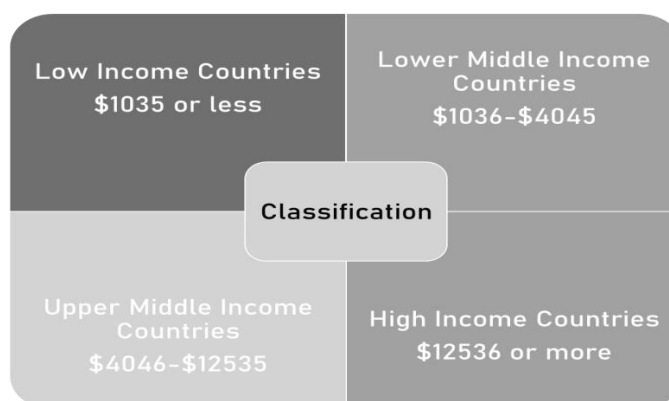 Low Income Countries
$1035 or less
Lower Middle Income
Countries
$1036-$4045
Classification
Upper Middle Income
Countries
$4046-$12535
High Income Countries
$12536 or more